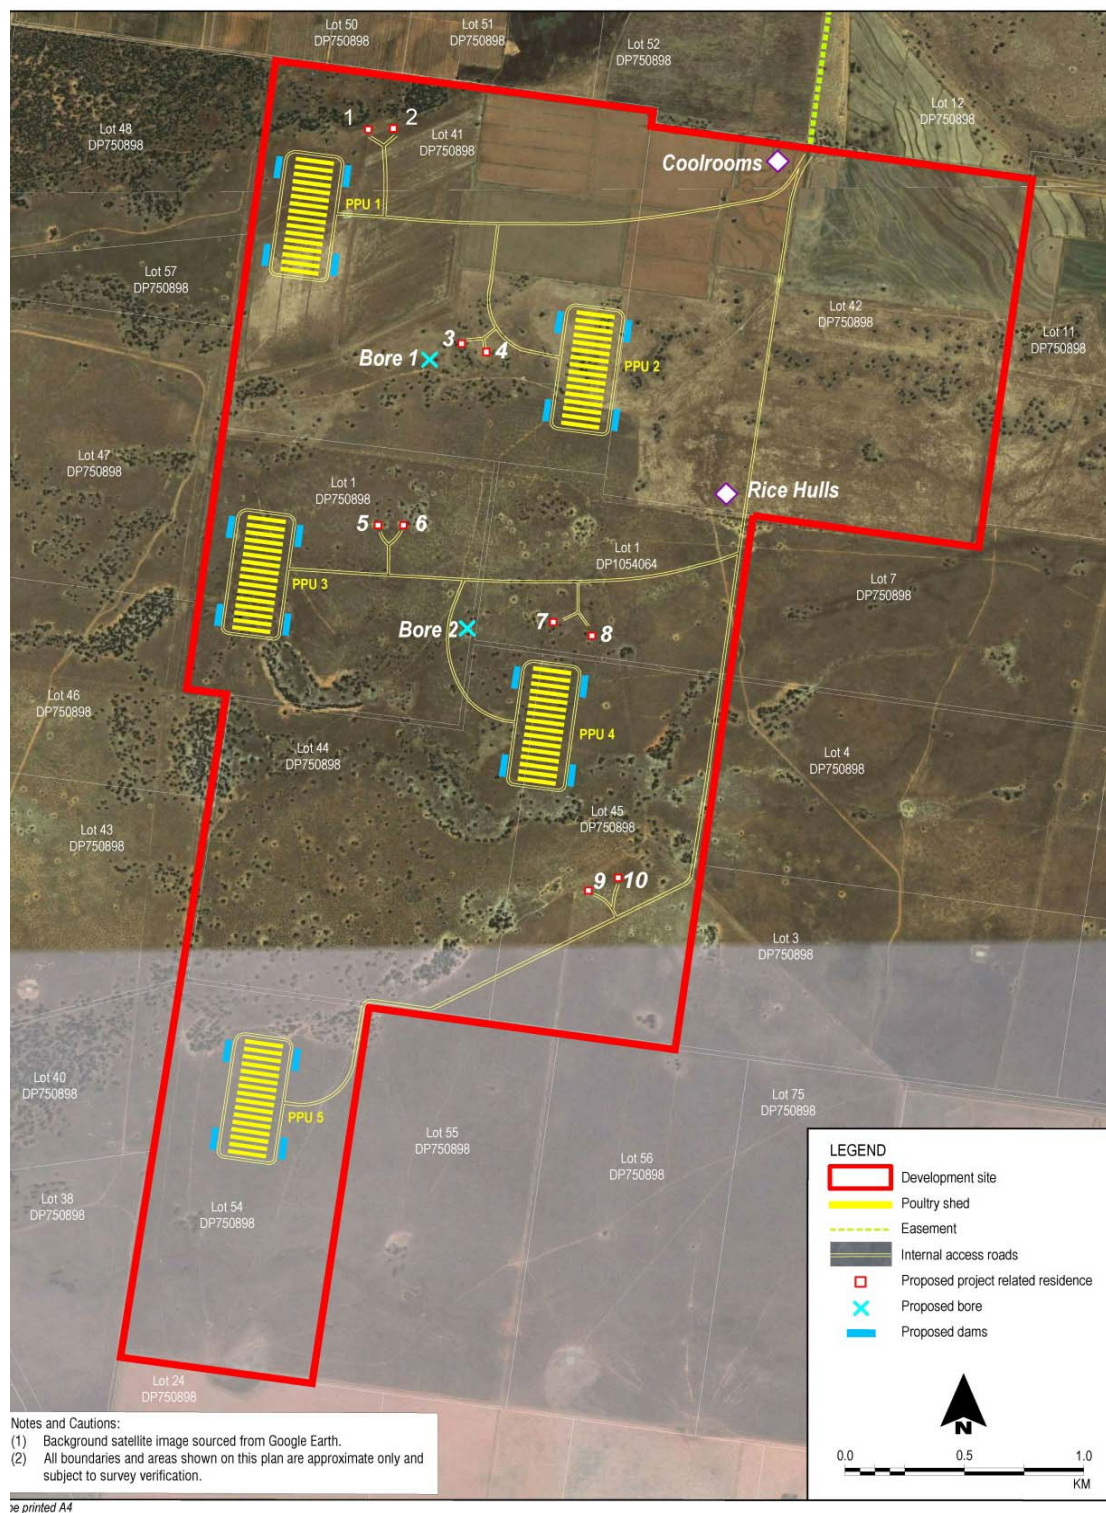 Lot 50
DP750898
Lot 51
DP750898
Lot 52
DP750898
Lot 12
DP750898
Lot 48
DP750898
1
2
Lot 41
DP750898
Coolrooms
PPU 1
Lot 57
DP750898
Lot 42
DP750898
Lot 11
DP750898
3
4
Bore 1
PPU 2
Lot 47
DP750898
Lot 1
DP750898
Rice Hulls
5
6
Lot 1
DP1054064
PPU 3
Lot 7
DP750898
Bore 2
7
8
Lot 46
DP750898
Lot 44
DP750898
PPU 4
Lot 4
DP750898
Lot 43
DP750898
Lot 45
DP750898
9
10
Lot 3
DP750898
Lot 40
DP750898
PPU 5
Lot 75
DP750898
Lot 55
DP750898
Lot 56
DP750898
Lot 38
DP750898
Lot 54
DP750898
Lot 24
DP750898
LEGEND
Development site
Poultry shed
Easement
Internal access roads
Proposed project related residence
Proposed bore
Proposed dams
N
0.0 0.5 1.0
KM
Notes and Cautions:
(1) Background satellite image sourced from Google Earth.
(2) All boundaries and areas shown on this plan are approximate only and
subject to survey verification.
be printed A4